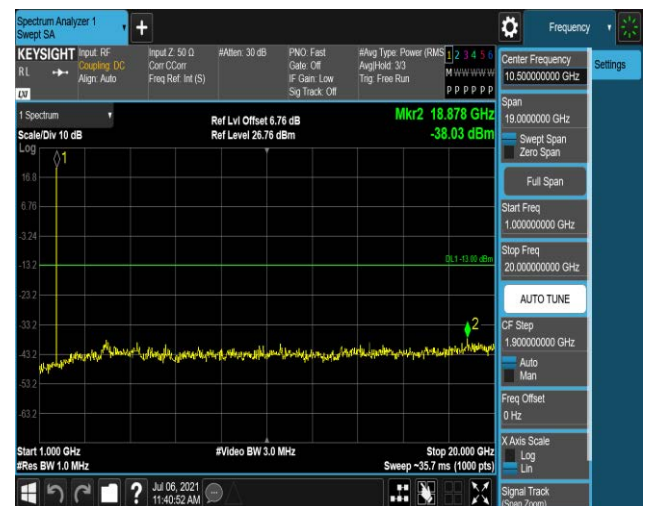 Spectrum Analyzer 1
Swept SA
Frequency
KEYSIGHT
RL
LXI
Input: RF
Coupling: DC
Align: Auto
Input Z: 50 Ω
Corr CCorr
Freq Ref: Int (S)
#Atten: 30 dB
PNO: Fast
Gate: Off
IF Gain: Low
Sig Track: Off
#Avg Type: Power (RMS
Avg|Hold: 3/3
Trig: Free Run
1 2 3 4 5 6
M W W W W W
P P P P P P
Settings
1 Spectrum
Scale/Div 10 dB
Log
Ref Lvl Offset 6.76 dB
Ref Level 26.76 dBm
Mkr2 18.878 GHz
-38.03 dBm
1
16.8
6.76
-3.24
-13.2
DL1 -13.00 dBm
-23.2
-33.2
2
-43.2
-53.2
-63.2
Start 1.000 GHz
#Res BW 1.0 MHz
#Video BW 3.0 MHz
Stop 20.000 GHz
Sweep ~35.7 ms (1000 pts)
?
Jul 06, 2021
11:40:52 AM
Center Frequency
10.500000000 GHz
Span
19.0000000 GHz
Swept Span
Zero Span
Full Span
Start Freq
1.000000000 GHz
Stop Freq
20.000000000 GHz
AUTO TUNE
CF Step
1.900000000 GHz
Auto
Man
Freq Offset
0 Hz
X Axis Scale
Log
Lin
Signal Track
(Span Zoom)